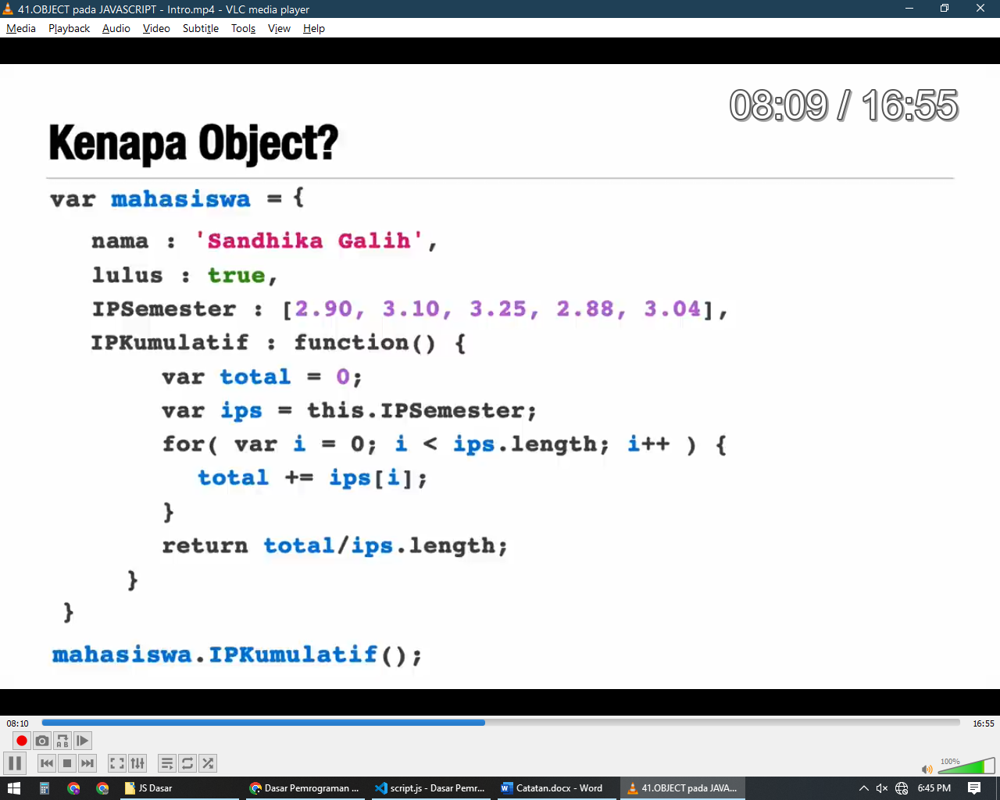 41.OBJECT pada JAVASCRIPT - Intro.mp4 - VLC media player
Media Playback Audio Video Subtitle Tools View Help
08:09 / 16:55
Kenapa Object?
var mahasiswa = {
nama : 'Sandhika Galih',
lulus : true,
IPSemester : [2.90, 3.10, 3.25, 2.88, 3.04],
IPKumulatif : function() {
var total = 0;
var ips = this.IPSemester;
for( var i = 0; i < ips.length; i++ ) {
total += ips[i];
}
return total/ips.length;
}
}
mahasiswa.IPKumulatif();
08:10 16:55
A B
100%
JS Dasar Dasar Pemrograman ... script.js - Dasar Pemr... Catatan.docx - Word 41.OBJECT pada JAVA... 6:45 PM